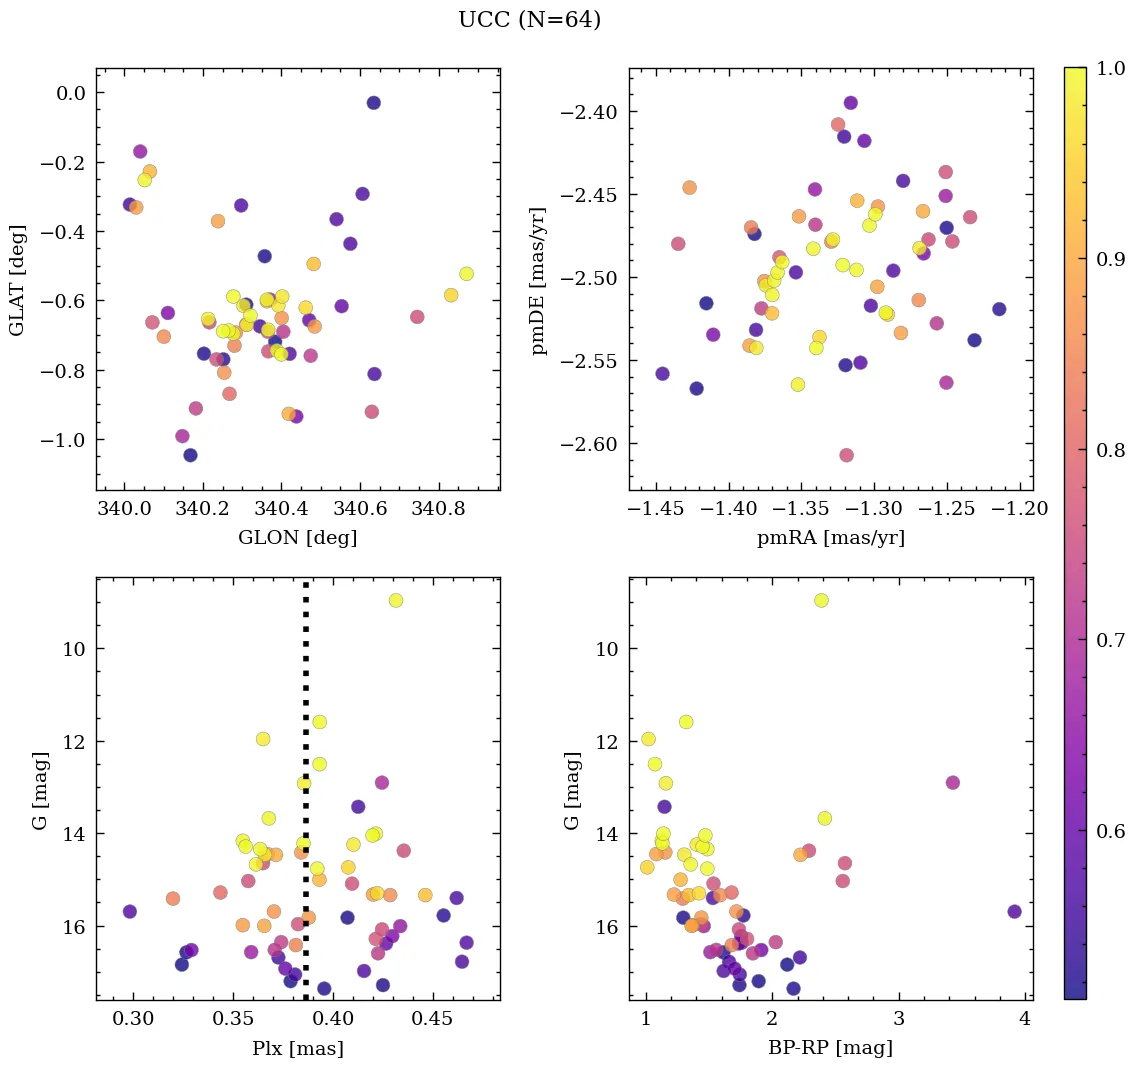 UCC (N=64)
0.0
−0.2
−0.4
−0.6
−0.8
−1.0
GLAT [deg]
340.0 340.2 340.4 340.6 340.8
GLON [deg]
−2.40
−2.45
−2.50
−2.55
−2.60
pmDE [mas/yr]
−1.45 −1.40 −1.35 −1.30 −1.25 −1.20
pmRA [mas/yr]
10
12
14
16
G [mag]
0.30 0.35 0.40 0.45
Plx [mas]
10
12
14
16
G [mag]
1 2 3 4
BP-RP [mag]
1.0
0.9
0.8
0.7
0.6